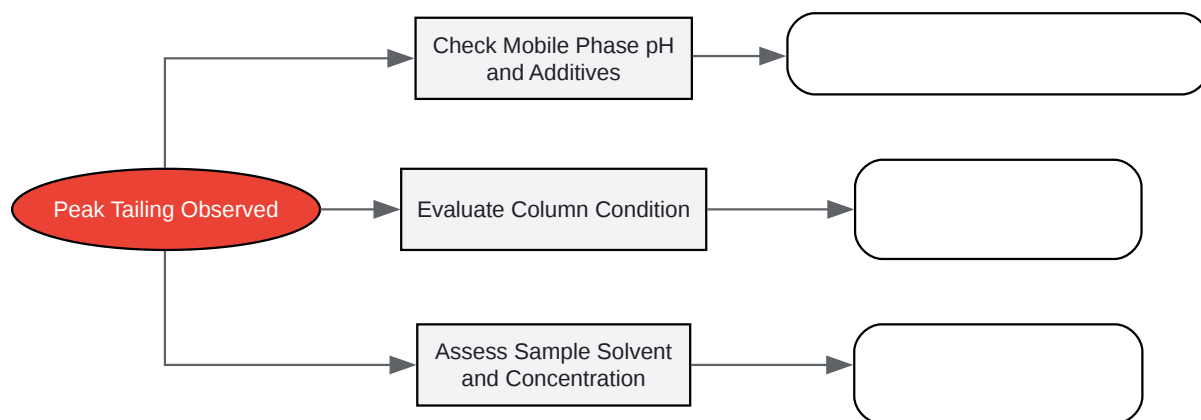 Check Mobile Phase pH
and Additives
Peak Tailing Observed
Evaluate Column Condition
Assess Sample Solvent
and Concentration